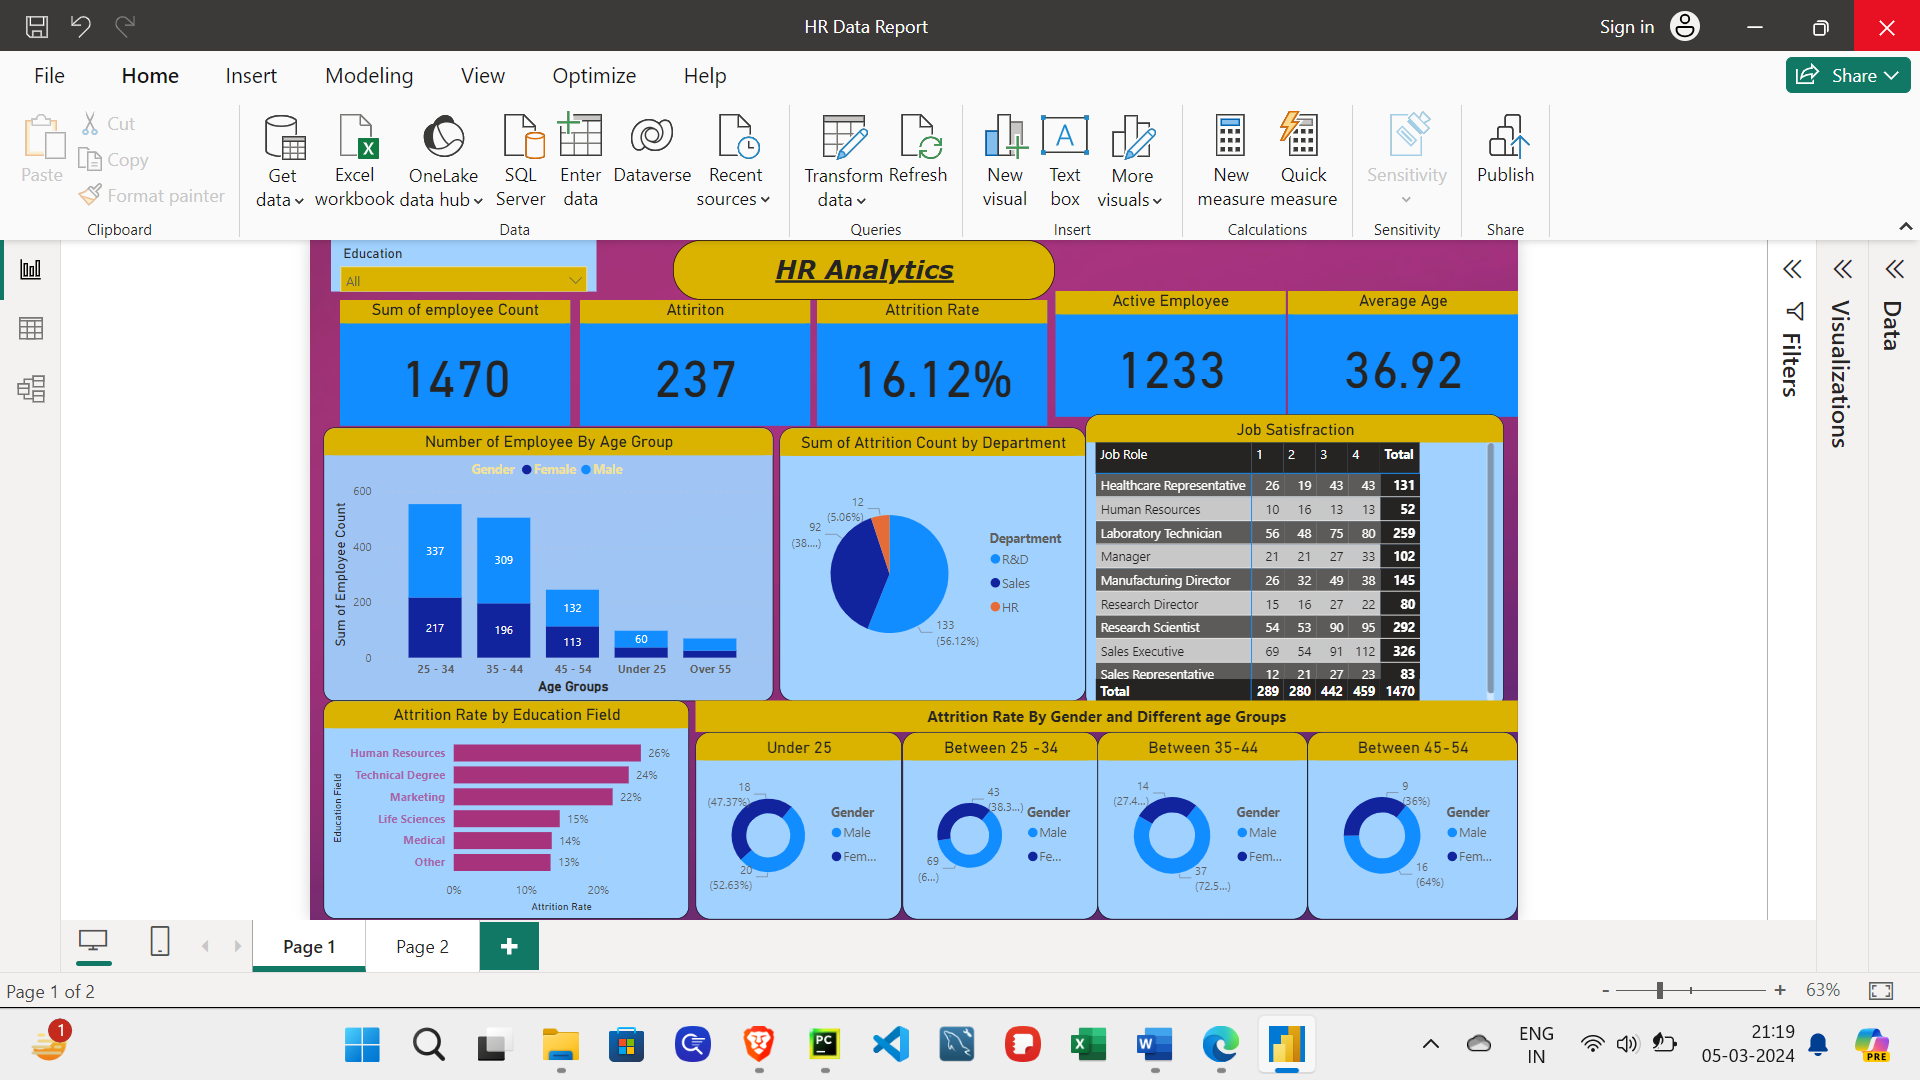 HR Data Report
Sign in
File Home Insert Modeling View Optimize Help
Share
Paste
Cut
Copy
Format painter
Clipboard
Get data
Excel workbook
OneLake data hub
SQL Server
Enter data
Dataverse
Recent sources
Data
Transform data
Refresh
Queries
New visual
Text box
More visuals
Insert
New measure
Quick measure
Calculations
Sensitivity
Sensitivity
Publish
Share
Education
All
HR Analytics
Sum of employee Count
1470
Attiriton
237
Attrition Rate
16.12%
Active Employee
1233
Average Age
36.92
Filters
Visualizations
Data
Number of Employee By Age Group
Gender Female Male
Sum of Employee Count
600
400
200
0
337
217
309
196
132
113
60
25 - 34 35 - 44 45 - 54 Under 25 Over 55
Age Groups
Sum of Attrition Count by Department
12
(5.06%)
92
(38....)
133
(56.12%)
Department
R&D
Sales
HR
Job Satisfraction
Job Role 1 2 3 4 Total
Healthcare Representative 26 19 43 43 131
Human Resources 10 16 13 13 52
Laboratory Technician 56 48 75 80 259
Manager 21 21 27 33 102
Manufacturing Director 26 32 49 38 145
Research Director 15 16 27 22 80
Research Scientist 54 53 90 95 292
Sales Executive 69 54 91 112 326
Sales Representative 12 21 27 23 83
Total 289 280 442 459 1470
Attrition Rate by Education Field
Education Field
Human Resources 26%
Technical Degree 24%
Marketing 22%
Life Sciences 15%
Medical 14%
Other 13%
0% 10% 20%
Attrition Rate
Attrition Rate By Gender and Different age Groups
Under 25
18
(47.37%)
20
(52.63%)
Gender
Male
Fem...
Between 25 -34
43
(38.3...)
69
(6...)
Gender
Male
Fe...
Between 35-44
14
(27.4...)
37
(72.5...)
Gender
Male
Fem...
Between 45-54
9
(36%)
16
(64%)
Gender
Male
Fem...
Page 1 Page 2 +
Page 1 of 2
- + 63%
1
PC
ENG
IN
21:19
05-03-2024
PRE